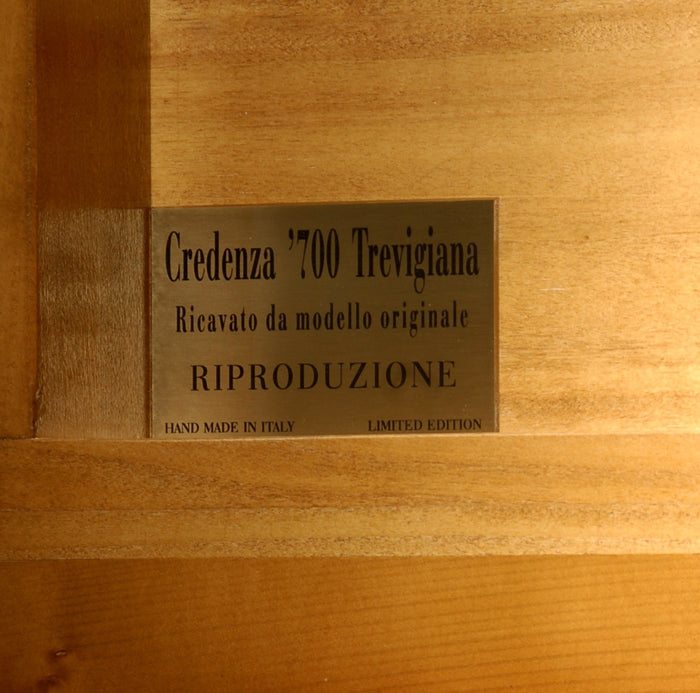 Credenza ’700 Trevigiana
Ricavato da modello originale
RIPRODUZIONE
HAND MADE IN ITALY LIMITED EDITION